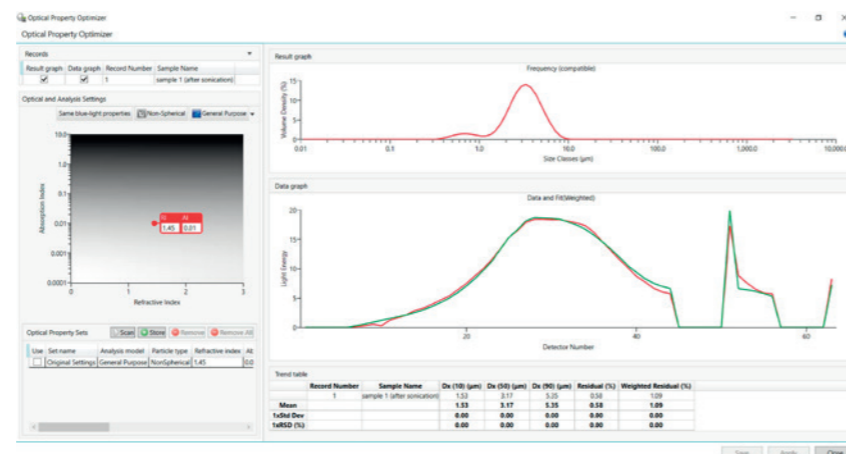 Optical Property Optimizer
Optical Property Optimizer
Records
Result graph Data graph Record Number Sample Name
1 sample 1 (after sonication)
Optical and Analysis Settings
Same blue-light properties Non-Spherical General Purpose
Absorption Index
10.0
1.0
0.1
0.01
0.001
0.0001
RI AI
1.45 0.01
0 1 2 3
Refractive Index
Optical Property Sets Scan Store Remove Remove All
Use Set name Analysis model Particle type Refractive index
Original Settings General Purpose NonSpherical 1.45 0.0
Result graph
Frequency (compatible)
Volume Density (%)
15
10
5
0
0.01 0.1 1.0 10.0 100.0 1,000.0 10,000.0
Size Classes (µm)
Data graph
Data and Fit(Weighted)
Light Energy
20
15
10
5
0
20 40 60
Detector Number
Trend table
Record Number Sample Name Dx (10) (µm) Dx (50) (µm) Dx (90) (µm) Residual (%) Weighted Residual (%)
1 sample 1 (after sonication) 1.53 3.17 5.35 0.58 1.09
Mean 1.53 3.17 5.35 0.58 1.09
1xStd Dev 0.00 0.00 0.00 0.00 0.00
1xRSD (%) 0.00 0.00 0.00 0.00 0.00
Save Apply Close